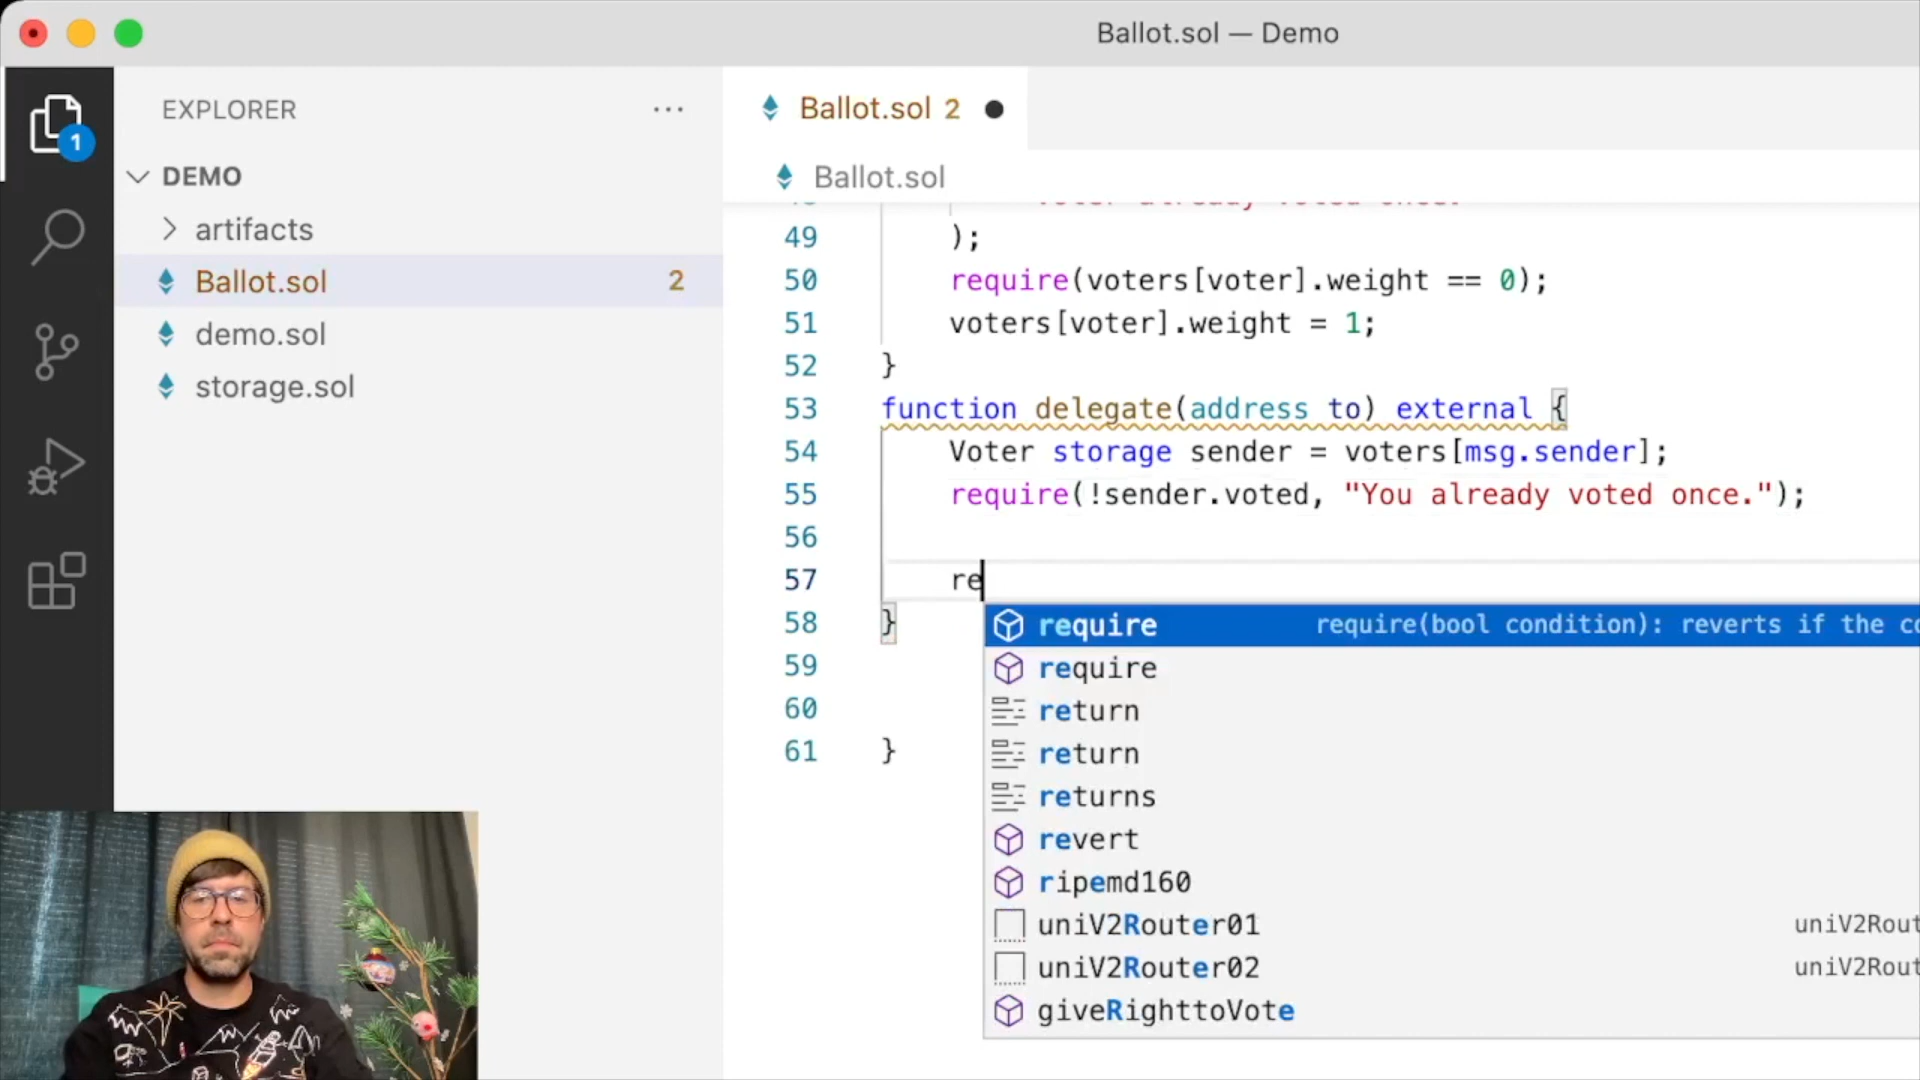 Ballot.sol — Demo
EXPLORER
1
DEMO
artifacts
Ballot.sol 2
demo.sol
storage.sol
Ballot.sol 2
Ballot.sol
49 );
50 require(voters[voter].weight == 0);
51 voters[voter].weight = 1;
52 }
53 function delegate(address to) external {
54 Voter storage sender = voters[msg.sender];
55 require(!sender.voted, "You already voted once.");
56
57 re
58 }
59
60
61 }
require require(bool condition): reverts if the co
require
return
return
returns
revert
ripemd160
uniV2Router01 uniV2Rout
uniV2Router02 uniV2Rout
giveRighttoVote